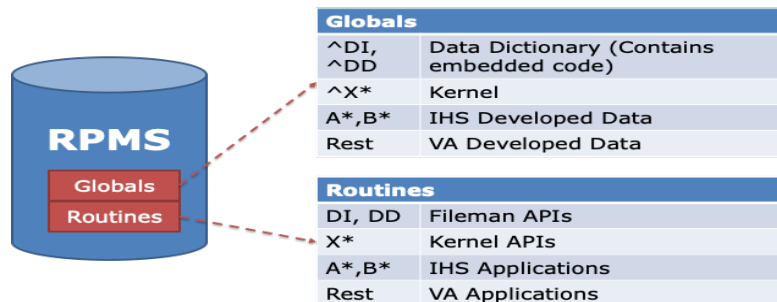 RPMS
Globals
Routines
Globals
^DI, ^DD Data Dictionary (Contains embedded code)
^X* Kernel
A*,B* IHS Developed Data
Rest VA Developed Data
Routines
DI, DD Fileman APIs
X* Kernel APIs
A*,B* IHS Applications
Rest VA Applications